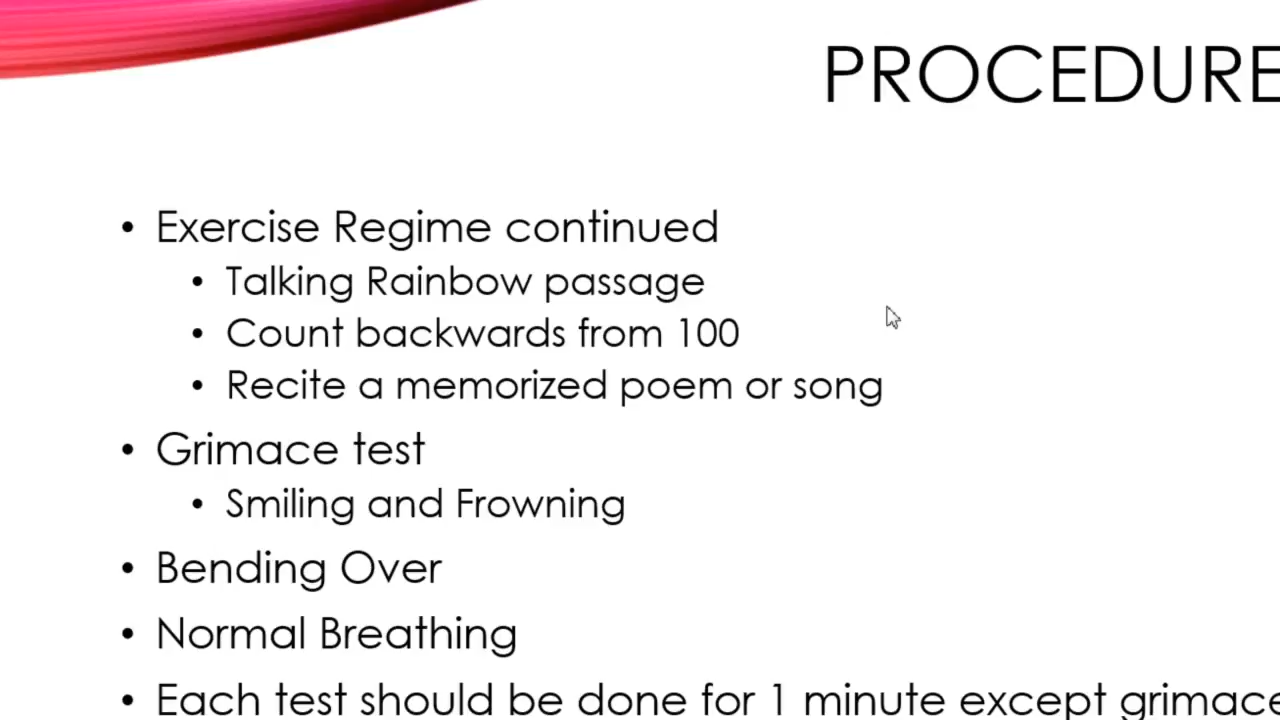 PROCEDURE
• Exercise Regime continued
• Talking Rainbow passage
• Count backwards from 100
• Recite a memorized poem or song
• Grimace test
• Smiling and Frowning
• Bending Over
• Normal Breathing
• Each test should be done for 1 minute except grimace